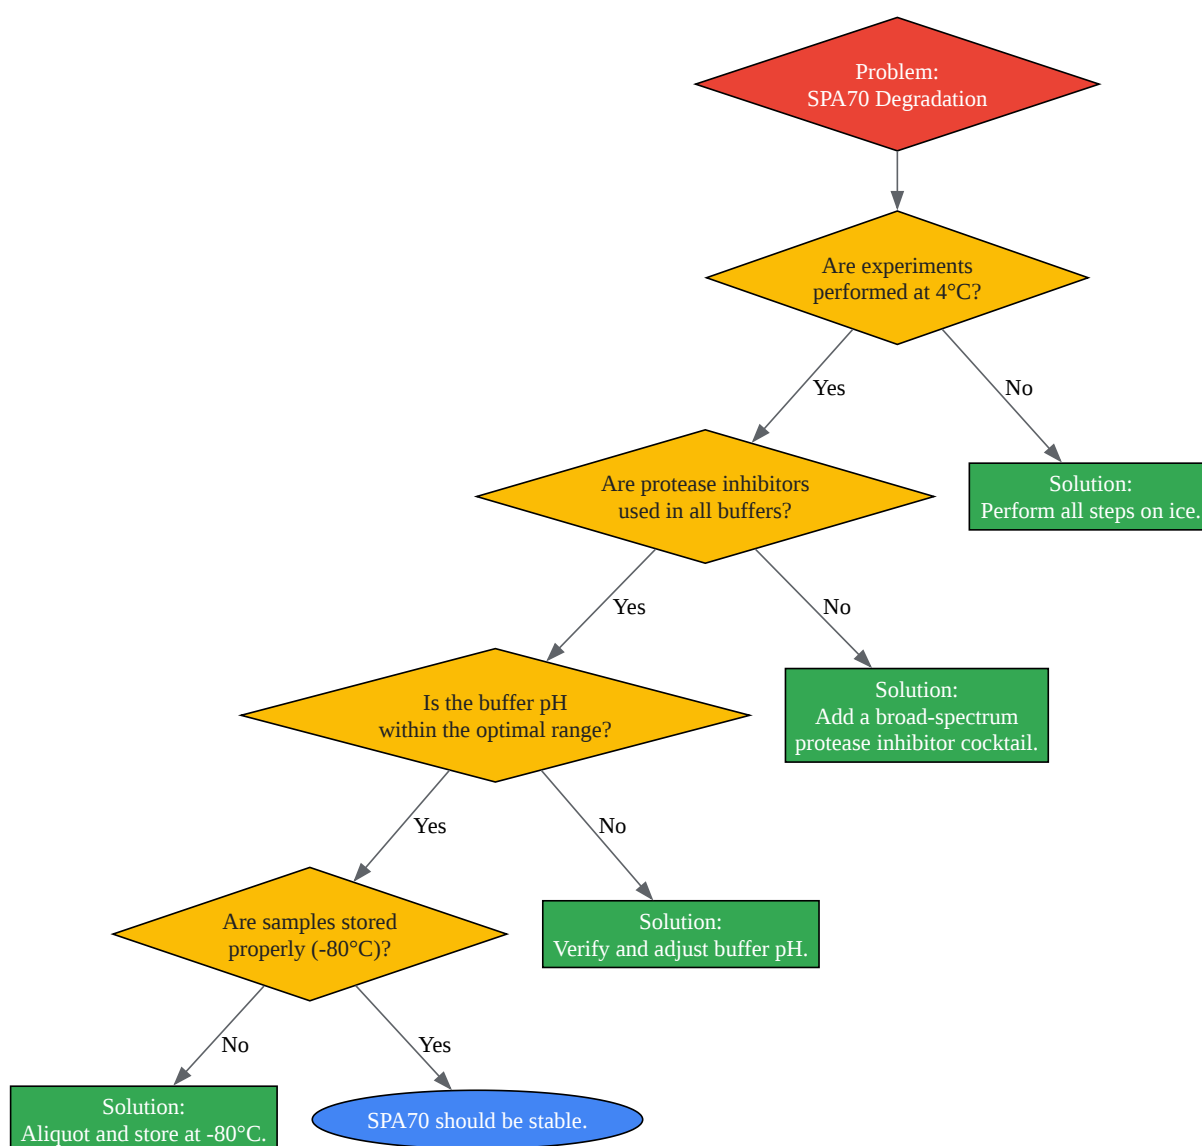 Problem:
SPA70 Degradation
Are experiments
performed at 4°C?
Yes
No
Are protease inhibitors
used in all buffers?
Solution:
Perform all steps on ice.
Yes
No
Is the buffer pH
within the optimal range?
Solution:
Add a broad-spectrum
protease inhibitor cocktail.
Yes
No
Are samples stored
properly (-80°C)?
Solution:
Verify and adjust buffer pH.
No
Yes
Solution:
Aliquot and store at -80°C.
SPA70 should be stable.